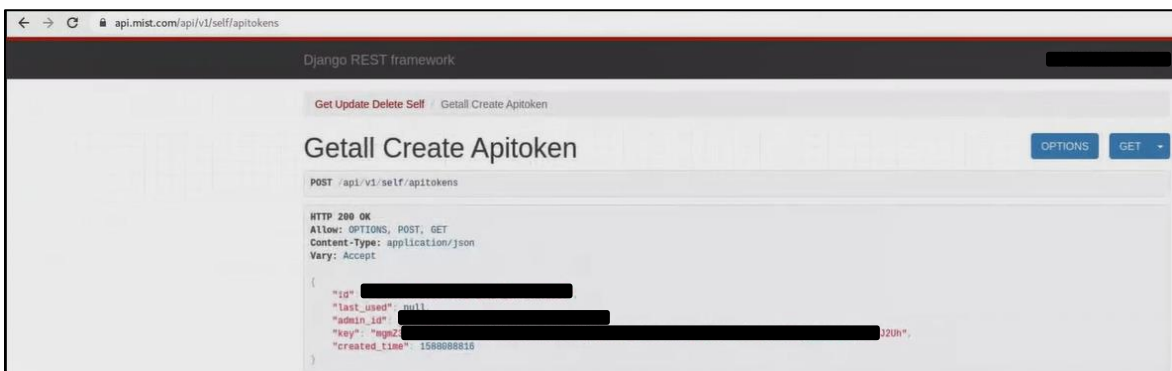 api.mist.com/api/v1/self/apitokens
Django REST framework
Get Update Delete Self / Getall Create Apitoken
Getall Create Apitoken
OPTIONS GET
POST /api/v1/self/apitokens
HTTP 200 OK
Allow: OPTIONS, POST, GET
Content-Type: application/json
Vary: Accept
{
"id"
"last_used": null,
"admin_id":
"key": "mgmZ J2Uh",
"created_time": 1588088816
}